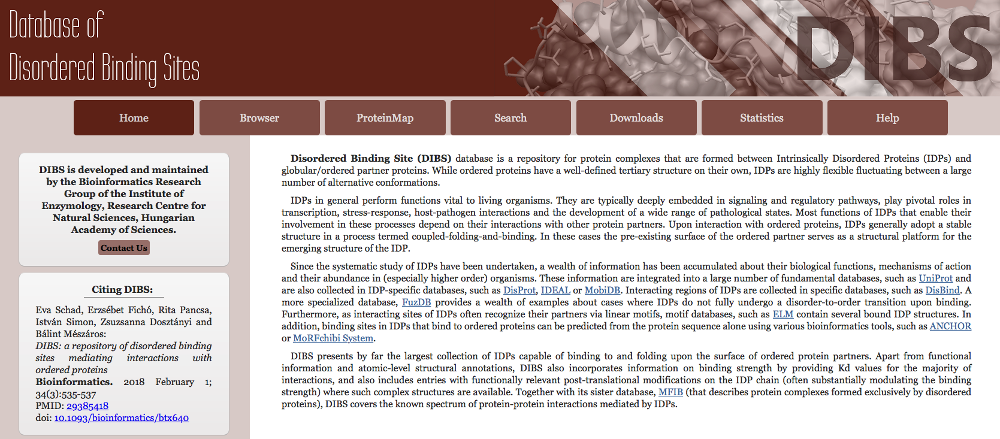 Database of
Disordered Binding Sites
DIBS
Home
Browser
ProteinMap
Search
Downloads
Statistics
Help
DIBS is developed and maintained
by the Bioinformatics Research
Group of the Institute of
Enzymology, Research Centre for
Natural Sciences, Hungarian
Academy of Sciences.
Contact Us
Citing DIBS:
Eva Schad, Erzsébet Fichó, Rita Pancsa,
István Simon, Zsuzsanna Dosztányi and
Bálint Mészáros:
DIBS: a repository of disordered binding
sites mediating interactions with
ordered proteins
Bioinformatics. 2018 February 1;
34(3):535-537
PMID: 29385418
doi: 10.1093/bioinformatics/btx640
Disordered Binding Site (DIBS) database is a repository for protein complexes that are formed between Intrinsically Disordered Proteins (IDPs) and
globular/ordered partner proteins. While ordered proteins have a well-defined tertiary structure on their own, IDPs are highly flexible fluctuating between a large
number of alternative conformations.
IDPs in general perform functions vital to living organisms. They are typically deeply embedded in signaling and regulatory pathways, play pivotal roles in
transcription, stress-response, host-pathogen interactions and the development of a wide range of pathological states. Most functions of IDPs that enable their
involvement in these processes depend on their interactions with other protein partners. Upon interaction with ordered proteins, IDPs generally adopt a stable
structure in a process termed coupled-folding-and-binding. In these cases the pre-existing surface of the ordered partner serves as a structural platform for the
emerging structure of the IDP.
Since the systematic study of IDPs have been undertaken, a wealth of information has been accumulated about their biological functions, mechanisms of action
and their abundance in (especially higher order) organisms. These information are integrated into a large number of fundamental databases, such as UniProt and
are also collected in IDP-specific databases, such as DisProt, IDEAL or MobiDB. Interacting regions of IDPs are collected in specific databases, such as DisBind. A
more specialized database, FuzDB provides a wealth of examples about cases where IDPs do not fully undergo a disorder-to-order transition upon binding.
Furthermore, as interacting sites of IDPs often recognize their partners via linear motifs, motif databases, such as ELM contain several bound IDP structures. In
addition, binding sites in IDPs that bind to ordered proteins can be predicted from the protein sequence alone using various bioinformatics tools, such as ANCHOR
or MoRFchibi System.
DIBS presents by far the largest collection of IDPs capable of binding to and folding upon the surface of ordered protein partners. Apart from functional
information and atomic-level structural annotations, DIBS also incorporates information on binding strength by providing Kd values for the majority of
interactions, and also includes entries with functionally relevant post-translational modifications on the IDP chain (often substantially modulating the binding
strength) where such complex structures are available. Together with its sister database, MFIB (that describes protein complexes formed exclusively by disordered
proteins), DIBS covers the known spectrum of protein-protein interactions mediated by IDPs.